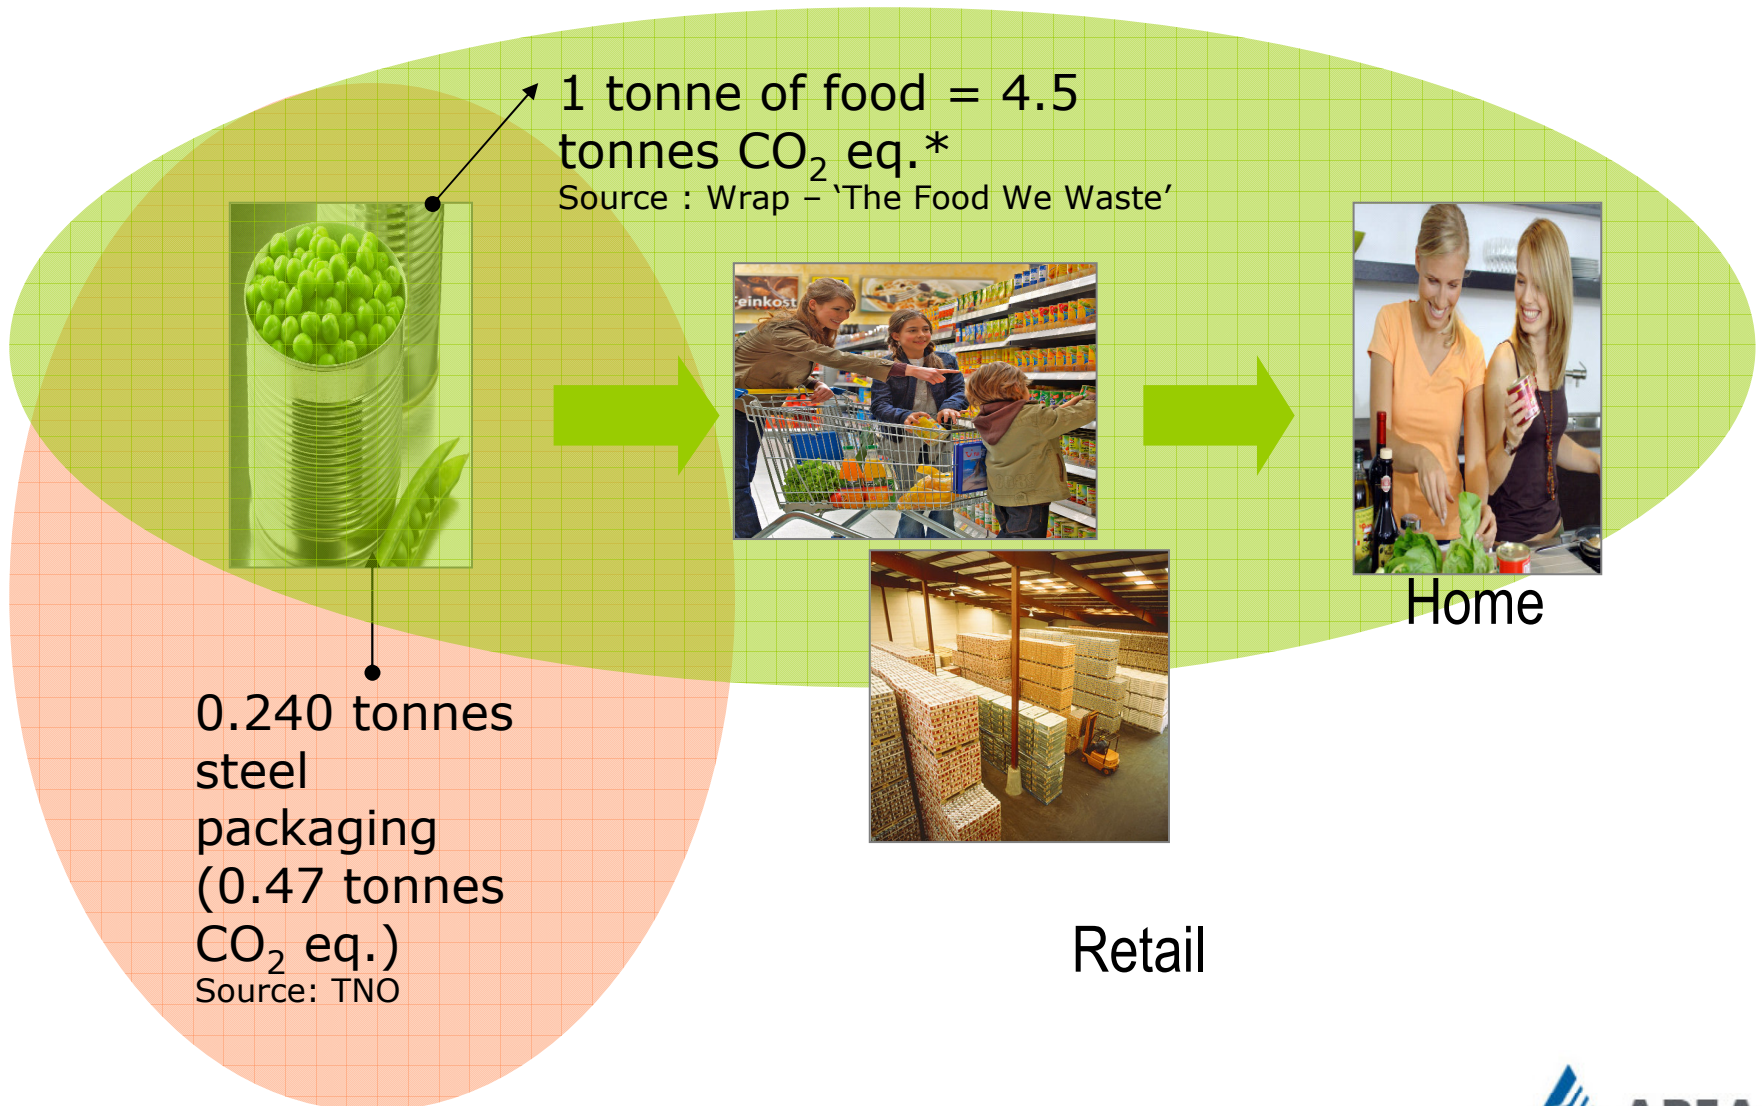 1 tonne of food = 4.5
tonnes CO₂ eq.*
Source : Wrap – ‘The Food We Waste’
Feinkost
Home
0.240 tonnes
steel
packaging
(0.47 tonnes
CO₂ eq.)
Source: TNO
Retail